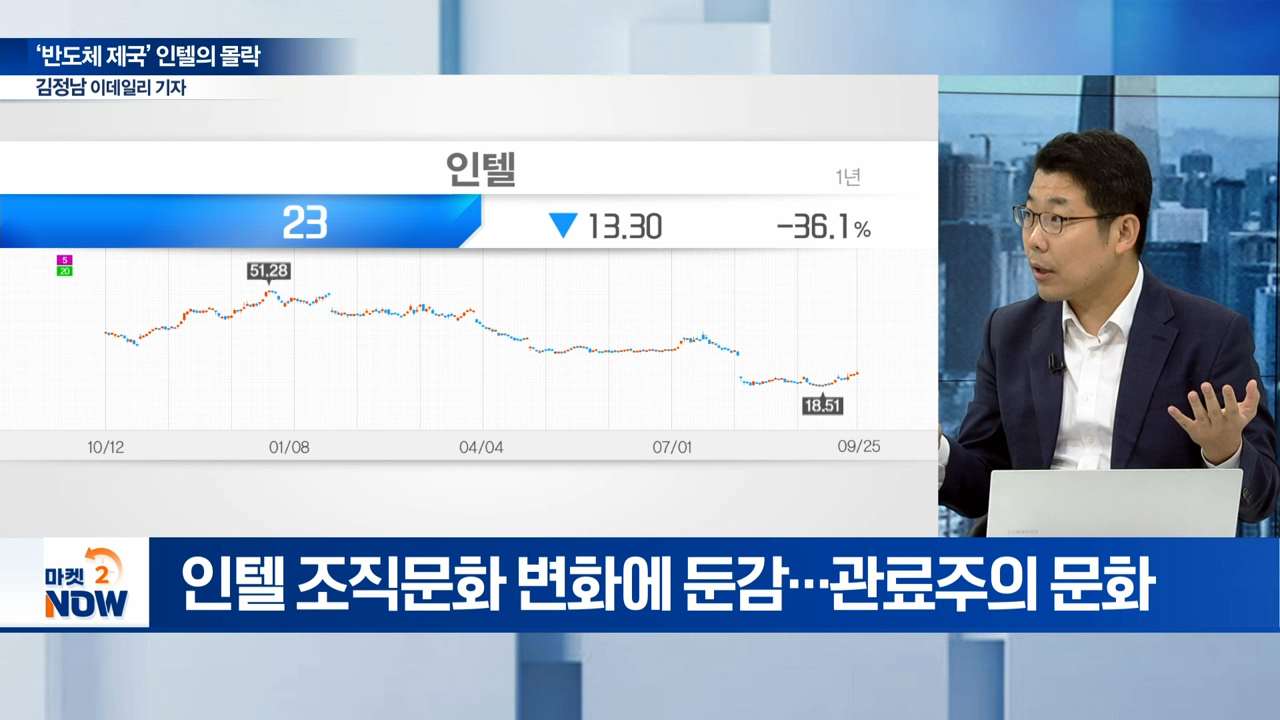 ‘반도체 제국’ 인텔의 몰락
김정남 이데일리 기자
인텔
1년
23
▼ 13.30
-36.1%
5
20
51.28
18.51
10/12
01/08
04/04
07/01
09/25
마켓 2
NOW
인텔 조직문화 변화에 둔감…관료주의 문화